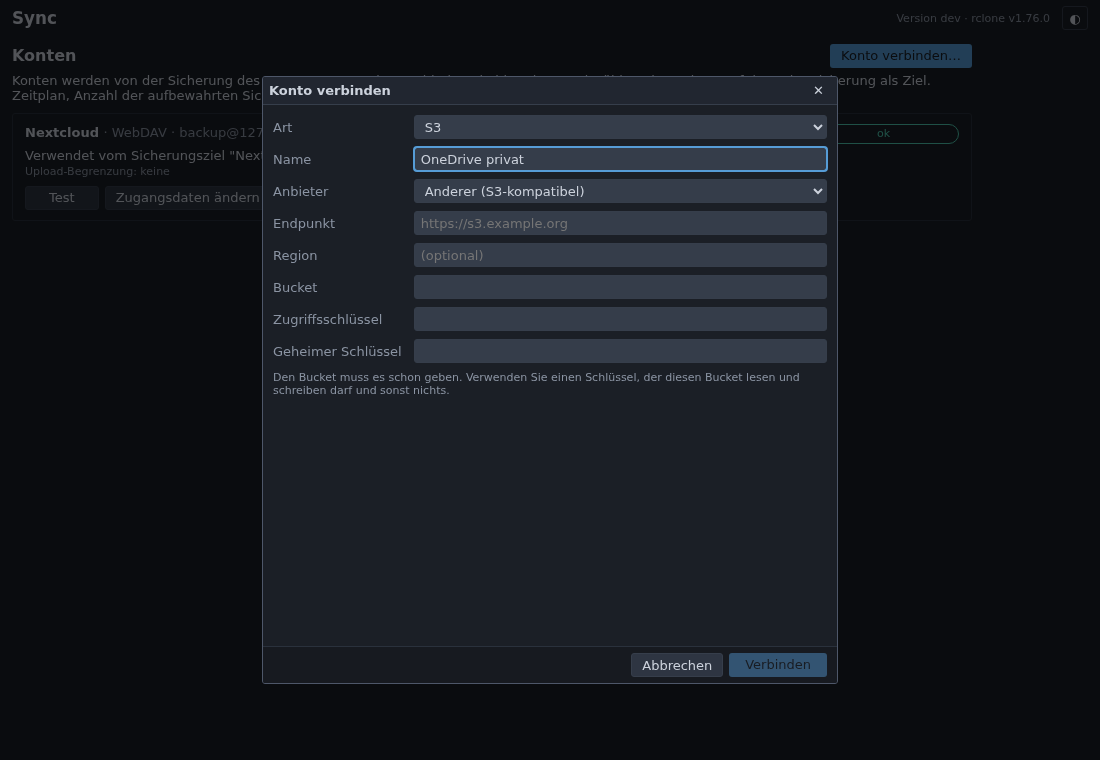 Sync
Version dev · rclone v1.76.0
Konten
Konto verbinden…
Konten werden von der Sicherung des
erung als Ziel.
Zeitplan, Anzahl der aufbewahrten Sic
Konto verbinden
Nextcloud · WebDAV · backup@127
ok
Verwendet vom Sicherungsziel "Next
Upload-Begrenzung: keine
Test
Zugangsdaten ändern
Art
S3
Name
OneDrive privat
Anbieter
Anderer (S3-kompatibel)
Endpunkt
https://s3.example.org
Region
(optional)
Bucket
Zugriffsschlüssel
Geheimer Schlüssel
Den Bucket muss es schon geben. Verwenden Sie einen Schlüssel, der diesen Bucket lesen und
schreiben darf und sonst nichts.
Abbrechen
Verbinden